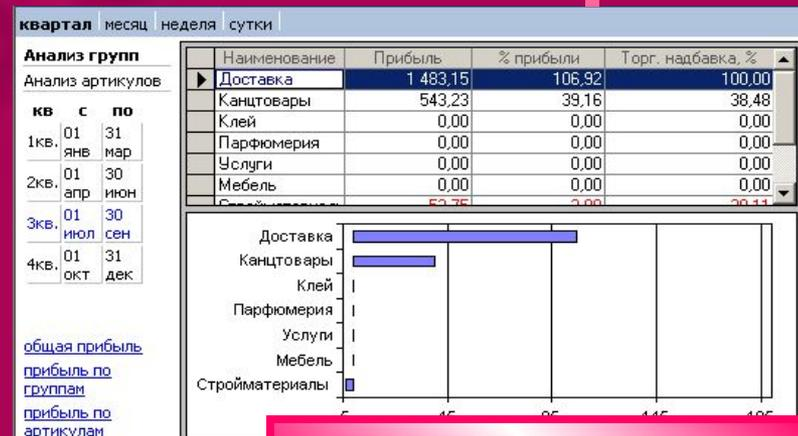 квартал месяц неделя сутки
Анализ групп
Анализ артикулов
кв с по
1кв. 01 янв 31 мар
2кв. 01 апр 30 июн
3кв. 01 июл 30 сен
4кв. 01 окт 31 дек
общая прибыль
прибыль по
группам
прибыль по
артикулам
Наименование Прибыль % прибыли Торг. надбавка, %
Доставка 1 483,15 106,92 100,00
Канцтовары 543,23 39,16 38,48
Клей 0,00 0,00 0,00
Парфюмерия 0,00 0,00 0,00
Услуги 0,00 0,00 0,00
Мебель 0,00 0,00 0,00
Доставка
Канцтовары
Клей
Парфюмерия
Услуги
Мебель
Стройматериалы